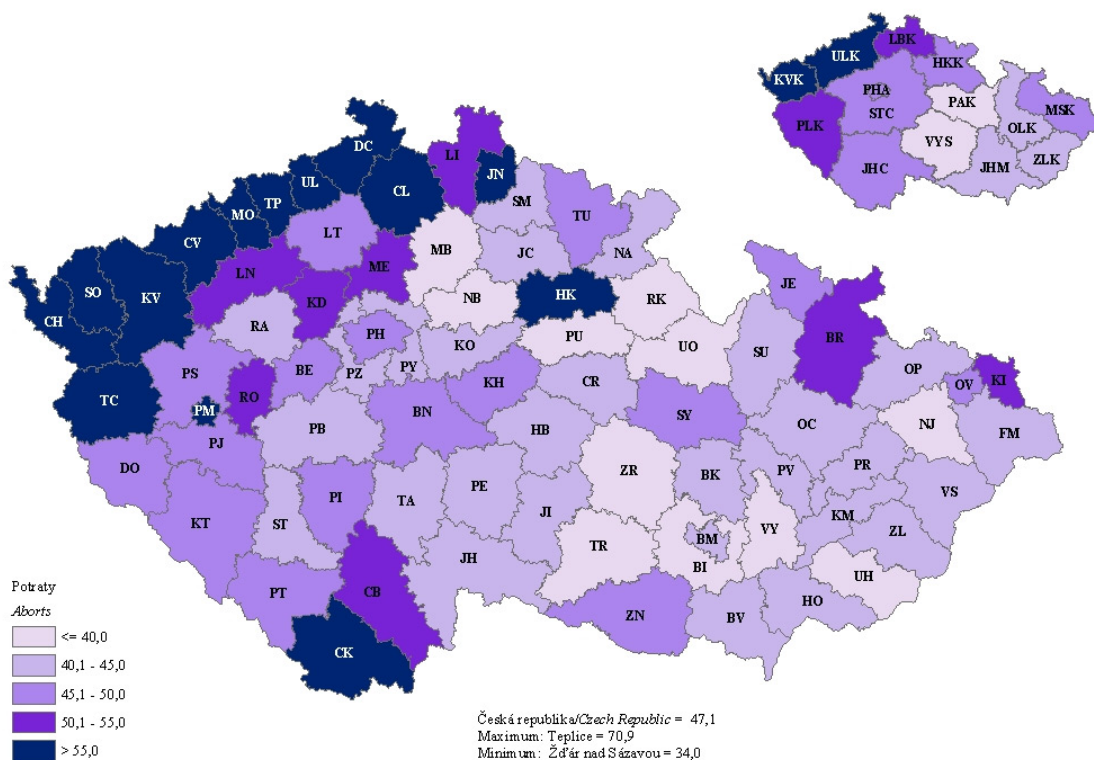 LBK
ULK
HKK
KVK
PHA
PAK
MSK
STC
PLK
OLK
VYS
ZLK
JHM
JHC
DC
LI
JN
UL
CL
TP
MO
SM
TU
CV
LT
MB
JC
NA
ME
LN
SO
KV
JE
CH
KD
NB
HK
RK
RA
PH
PU
BR
KO
UO
SU
PS
BE
PZ
PY
OP
KH
CR
OV
KI
RO
TC
PM
BN
SY
PB
HB
OC
NJ
FM
PJ
DO
ZR
PR
BK
PV
VS
PI
TA
PE
KT
JI
KM
ST
VY
ZL
TR
BM
JH
BI
UH
PT
CB
HO
ZN
BV
CK
Potraty
Aborts
<= 40,0
40,1 - 45,0
45,1 - 50,0
50,1 - 55,0
> 55,0
Česká republika/Czech Republic = 47,1
Maximum: Teplice = 70,9
Minimum: Žďár nad Sázavou = 34,0